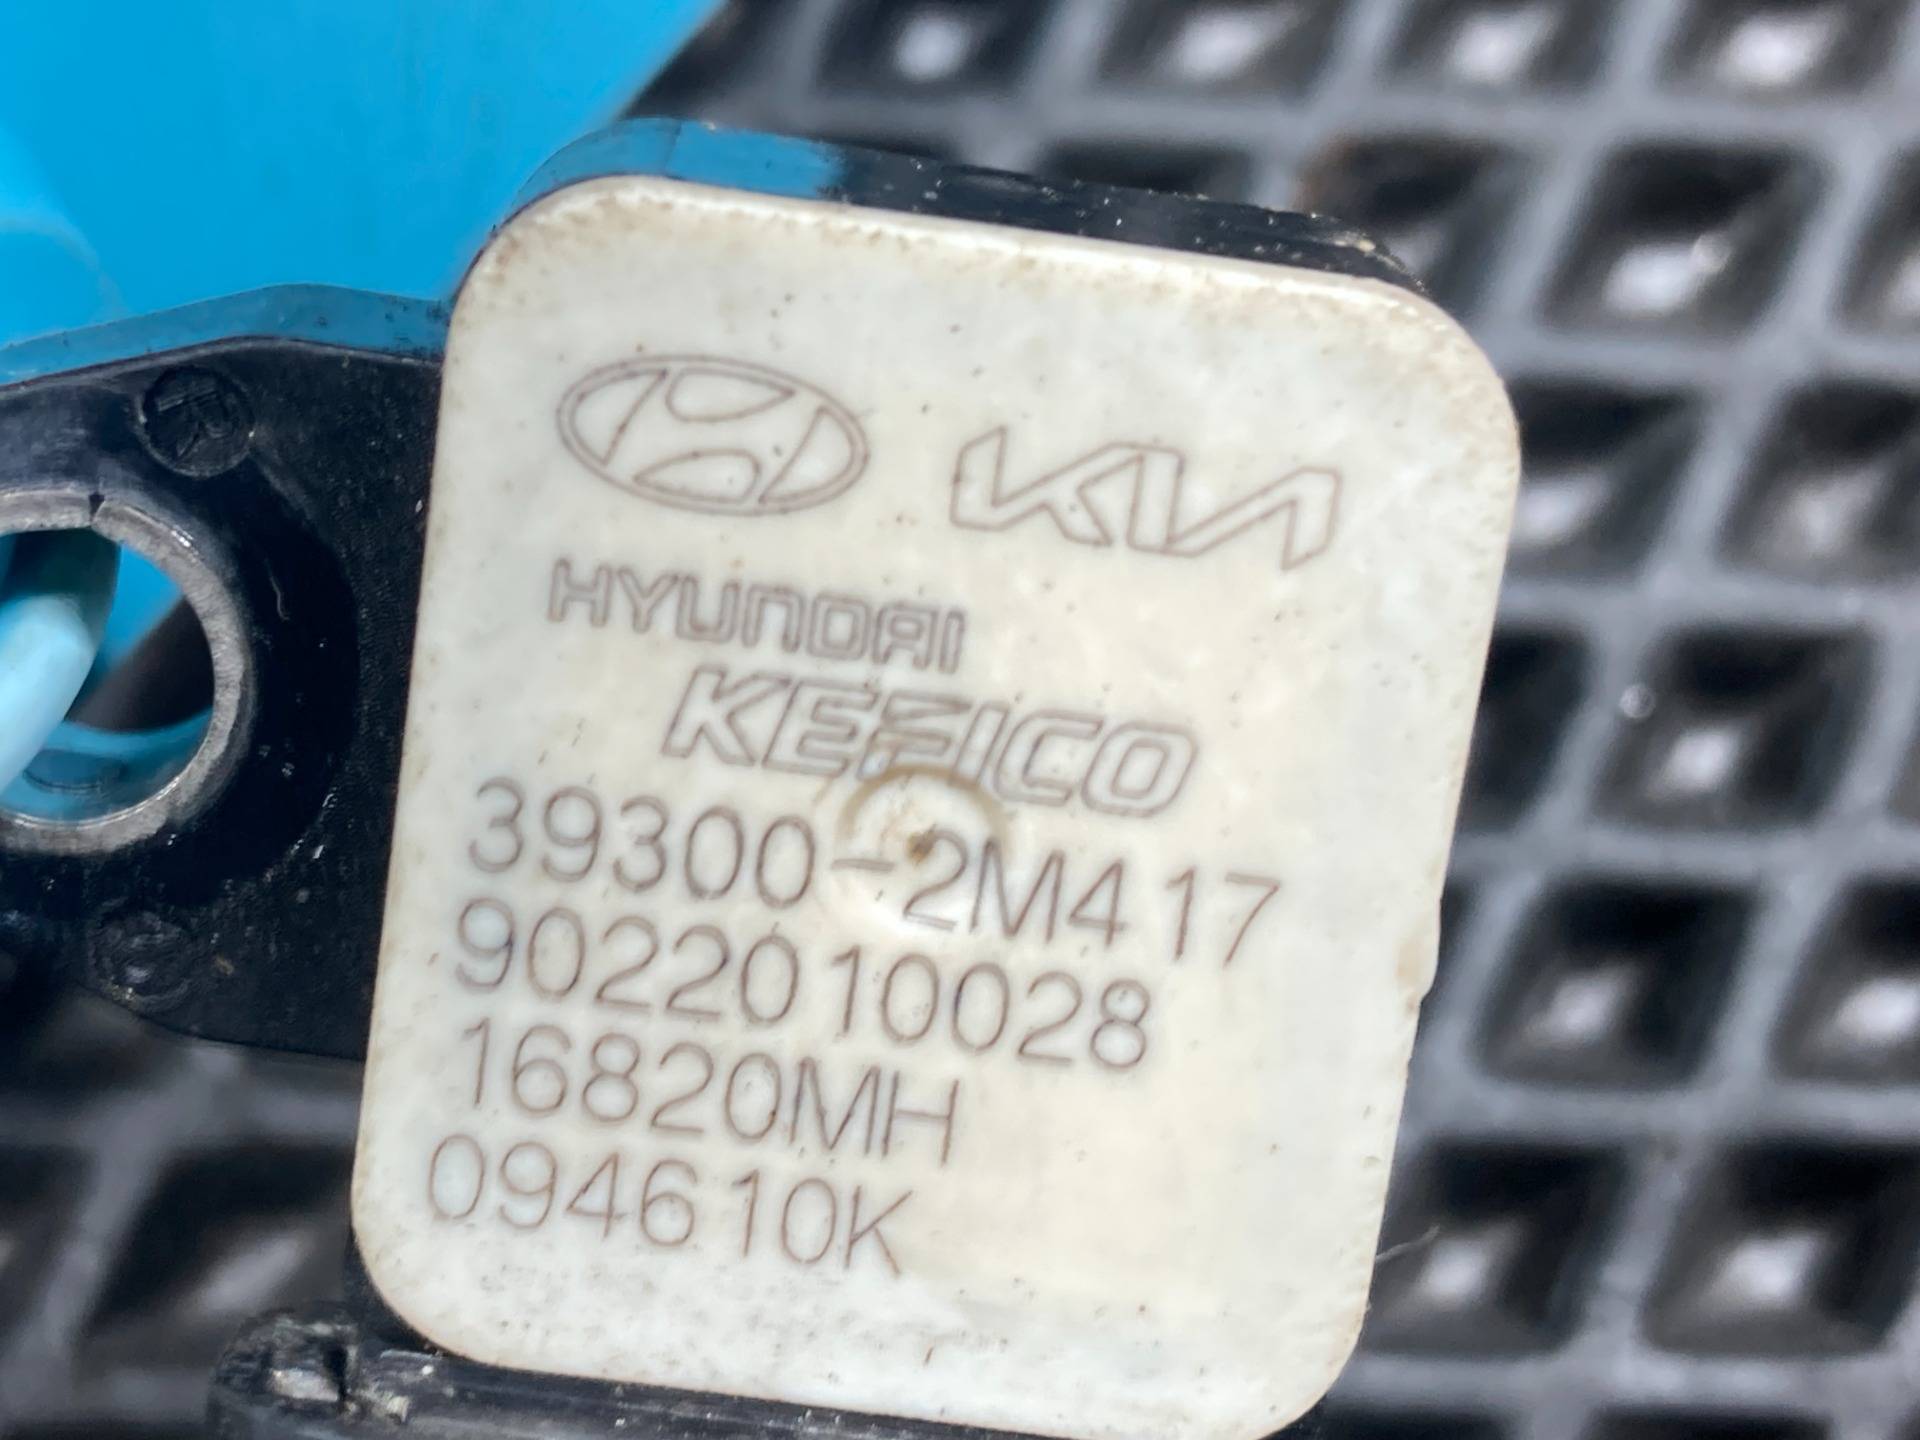 KIA
HYUNDAI
KEFICO
39300-2M417
9022010028
16820MH
094610K